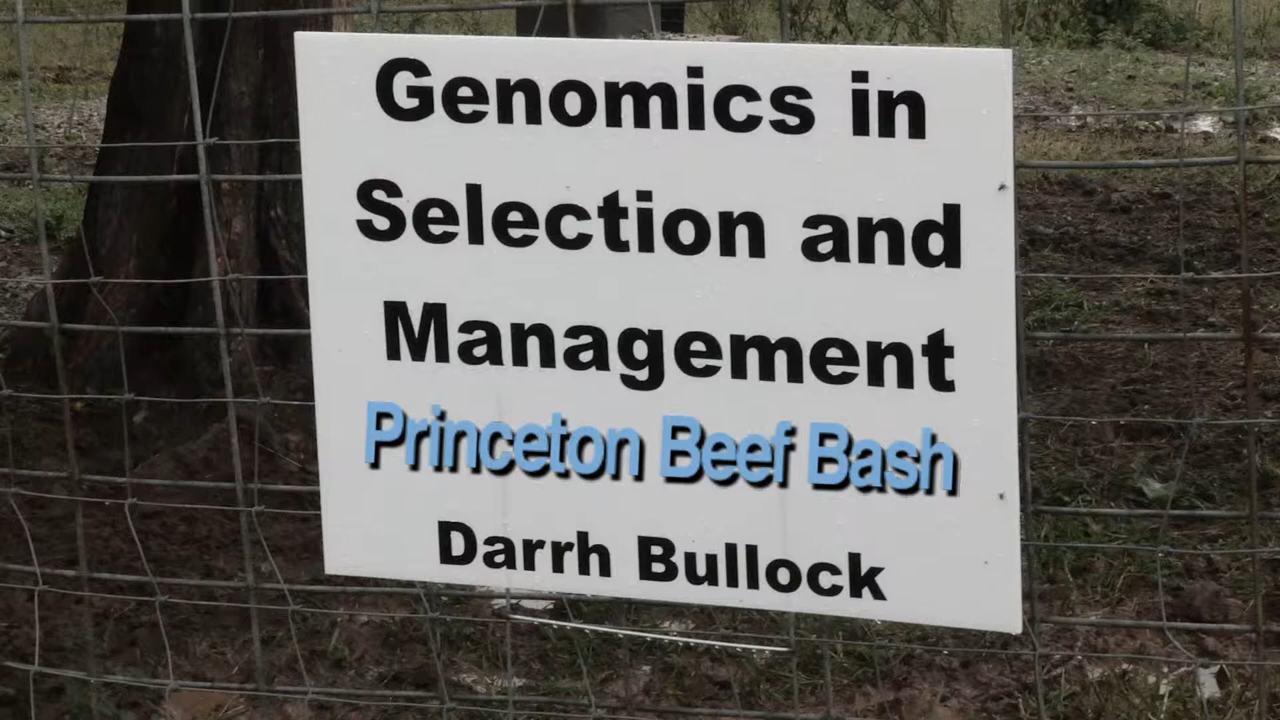 Genomics in
Selection and
Management
Princeton Beef Bash
Darrh Bullock